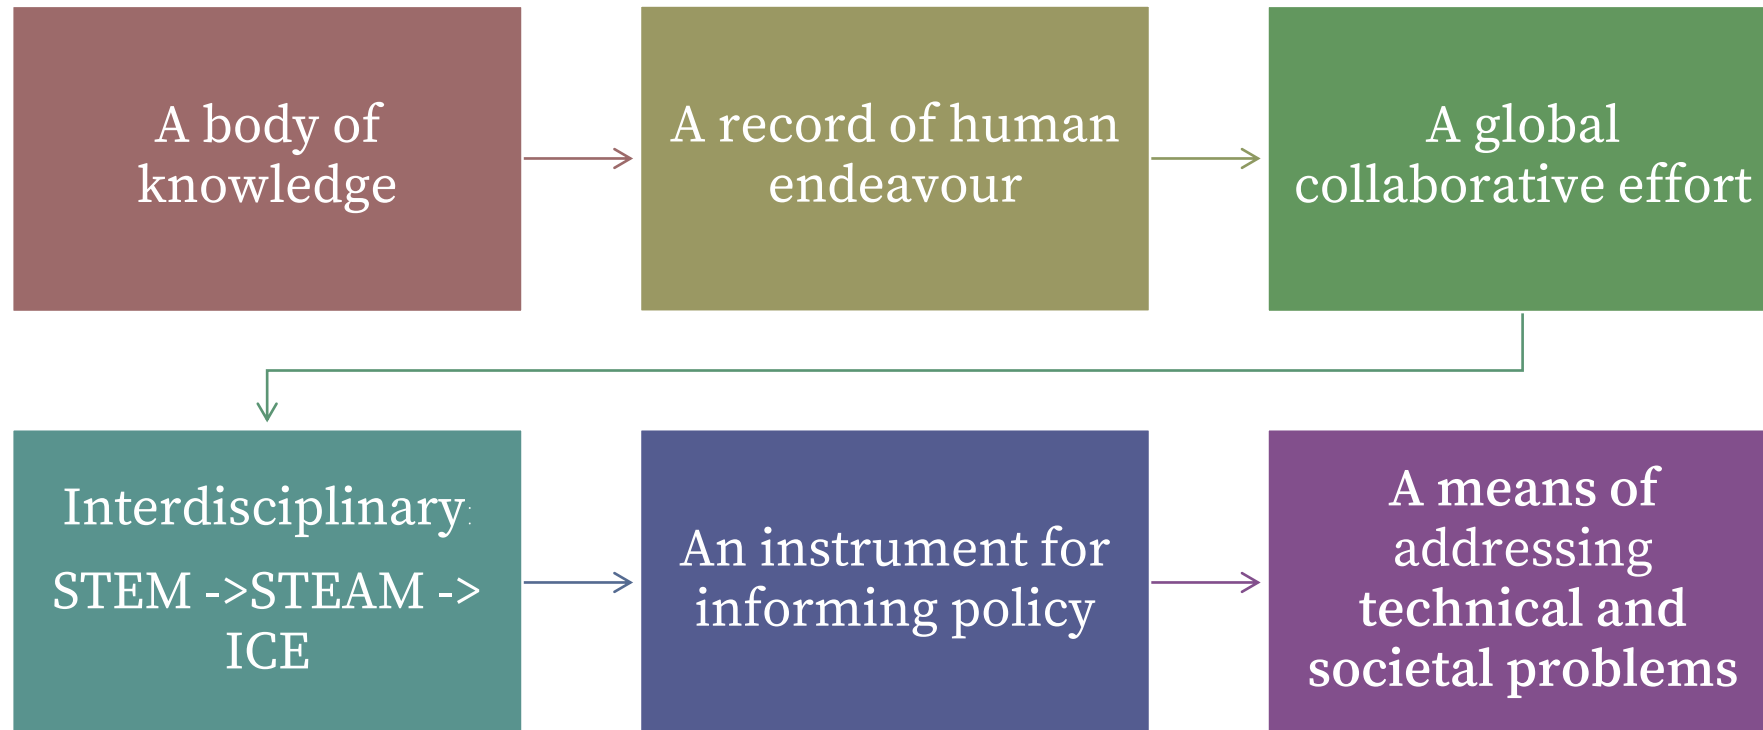 A body of
knowledge
A record of human
endeavour
A global
collaborative effort
Interdisciplinary:
STEM ->STEAM ->
ICE
An instrument for
informing policy
A means of
addressing
technical and
societal problems